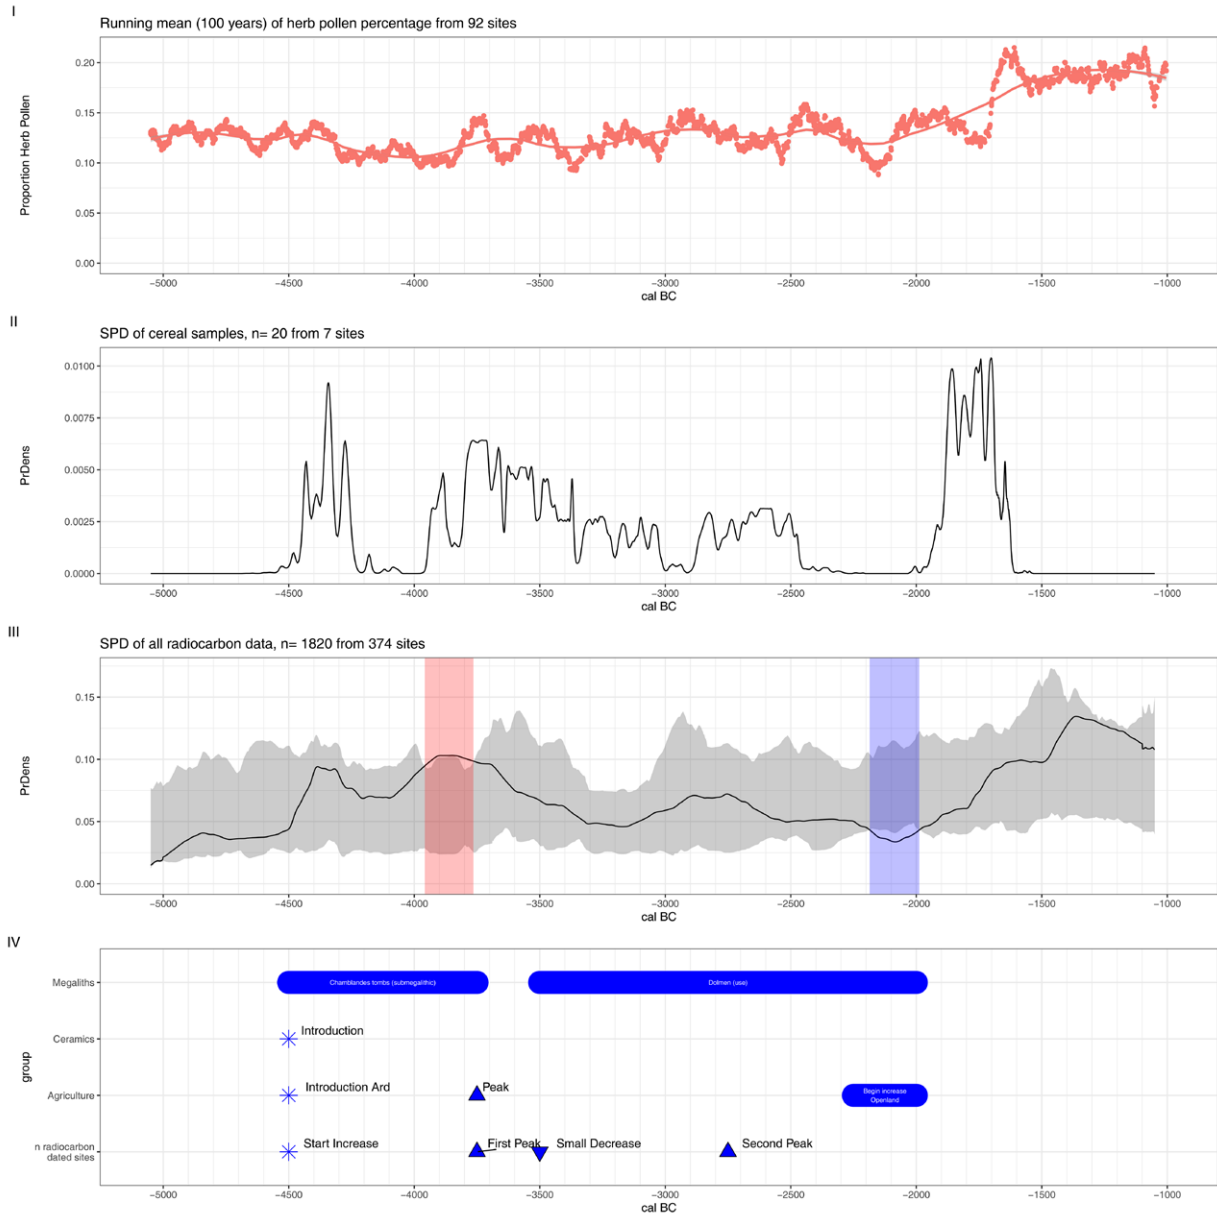 I
Running mean (100 years) of herb pollen percentage from 92 sites
Proportion Herb Pollen
0.20
0.15
0.10
0.05
0.00
−5000 −4500 −4000 −3500 −3000 −2500 −2000 −1500 −1000
cal BC
II
SPD of cereal samples, n= 20 from 7 sites
PrDens
0.0100
0.0075
0.0050
0.0025
0.0000
−5000 −4500 −4000 −3500 −3000 −2500 −2000 −1500 −1000
cal BC
III
SPD of all radiocarbon data, n= 1820 from 374 sites
PrDens
0.15
0.10
0.05
0.00
−5000 −4500 −4000 −3500 −3000 −2500 −2000 −1500 −1000
cal BC
IV
group
Megaliths
Chamblandes tombs (submegalithic)
Dolmen (use)
Ceramics
Introduction
Agriculture
Introduction Ard
Peak
Begin increase
Openland
n radiocarbon
dated sites
Start Increase
First Peak
Small Decrease
Second Peak
−5000 −4500 −4000 −3500 −3000 −2500 −2000 −1500 −1000
cal BC